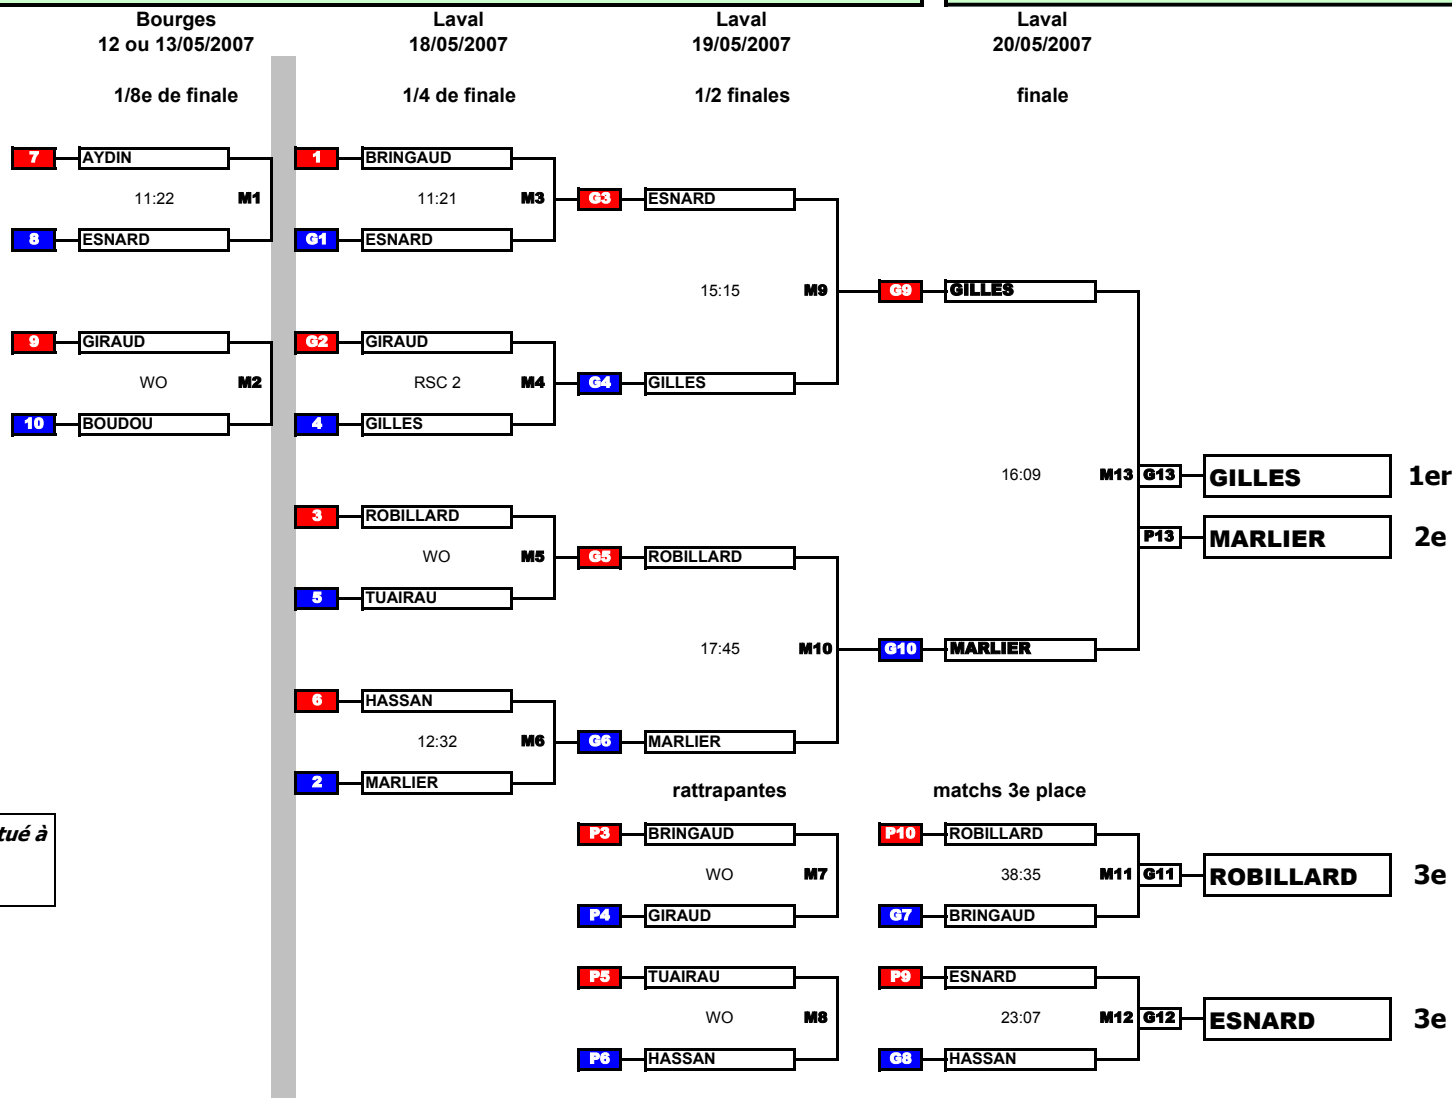 Bourges Laval Laval Laval
12 ou 13/05/2007 18/05/2007 19/05/2007 20/05/2007
1/8e de finale 1/4 de finale 1/2 finales finale
7 AYDIN 1 BRINGAUD
11:22 M1 11:21 M3 G3 ESNARD
8 ESNARD G1 ESNARD
15:15 M9 G9 GILLES
9 GIRAUD G2 GIRAUD
WO M2 RSC 2 M4 G4 GILLES
10 BOUDOU 4 GILLES
16:09 M13 G13 GILLES 1er
3 ROBILLARD
P13 MARLIER 2e
WO M5 G5 ROBILLARD
5 TUAIRAU
17:45 M10 G10 MARLIER
6 HASSAN
12:32 M6 G6 MARLIER
2 MARLIER
rattrapantes matchs 3e place
tué à
P3 BRINGAUD P10 ROBILLARD
WO M7 38:35 M11 G11 ROBILLARD 3e
P4 GIRAUD G7 BRINGAUD
P5 TUAIRAU P9 ESNARD
WO M8 23:07 M12 G12 ESNARD 3e
P6 HASSAN G8 HASSAN